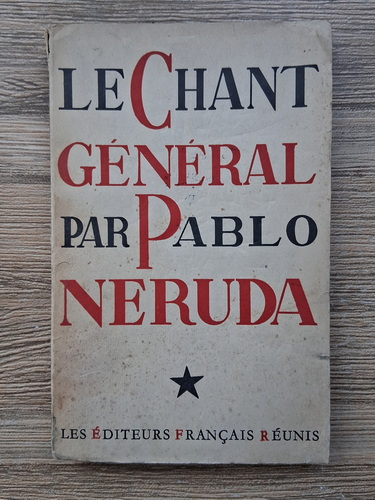 LE CHANT
GÉNÉRAL
PAR PABLO
NERUDA
LES ÉDITEURS FRANÇAIS RÉUNIS